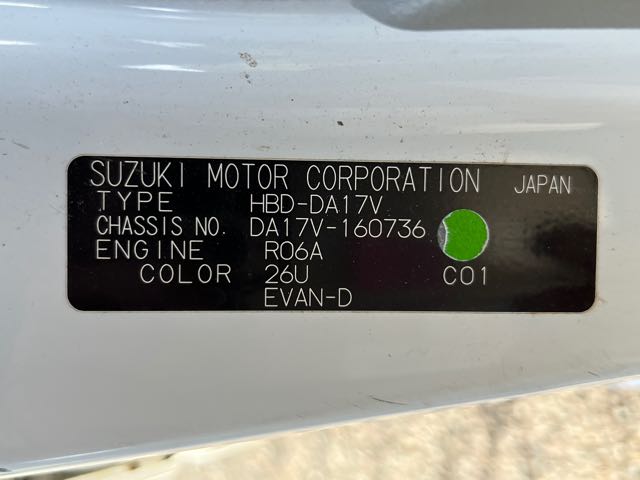 SUZUKI MOTOR CORPORATION JAPAN
TYPE HBD-DA17V
CHASSIS NO. DA17V-160736
ENGINE R06A
COLOR 26U C01
EVAN-D